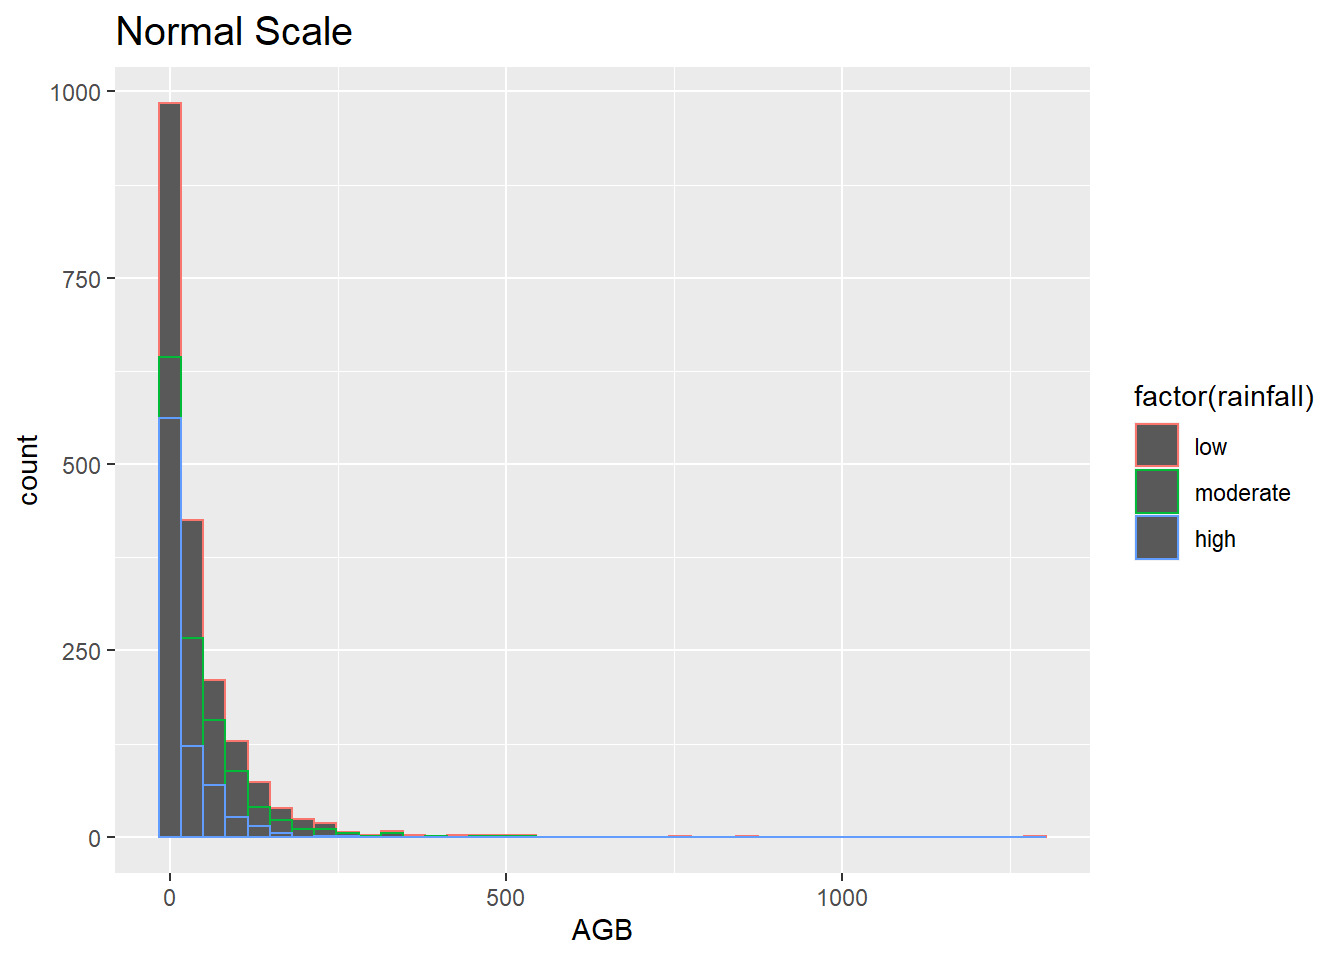 Normal Scale
1000
750
500
250
0
count
0
500
1000
AGB
factor(rainfall)
low
moderate
high